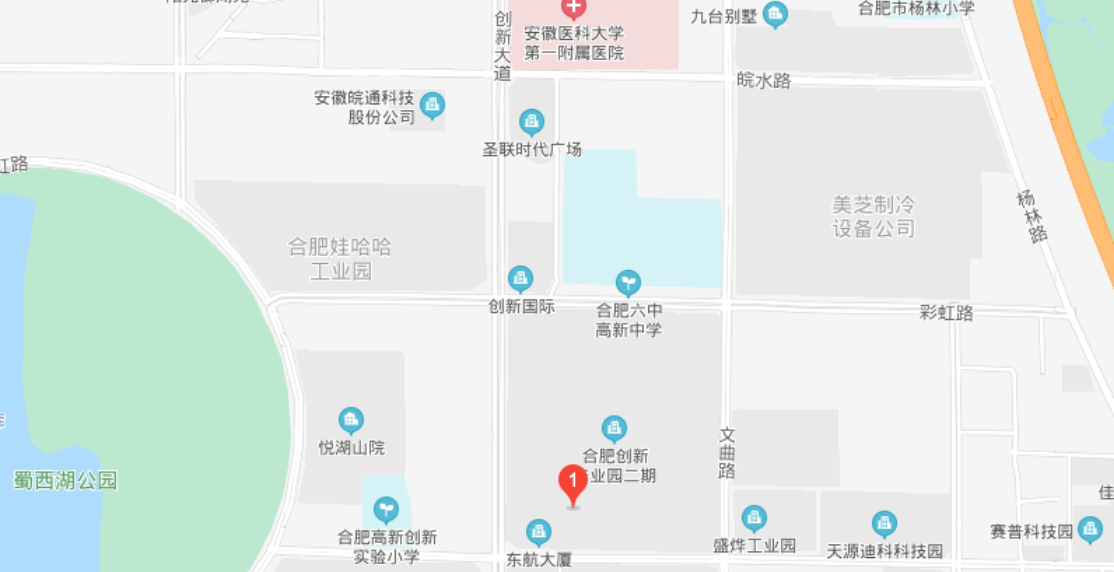 九台别墅
合肥市杨林小学
创新大道
安徽医科大学
第一附属医院
皖水路
安徽皖通科技
股份公司
圣联时代广场
虹路
杨林路
美芝制冷
设备公司
合肥娃哈哈
工业园
创新国际
合肥六中
高新中学
彩虹路
悦湖山院
文曲路
合肥创新
业园二期
1
蜀西湖公园
佳
合肥高新创新
实验小学
东航大厦
盛烨工业园
天源迪科科技园
赛普科技园